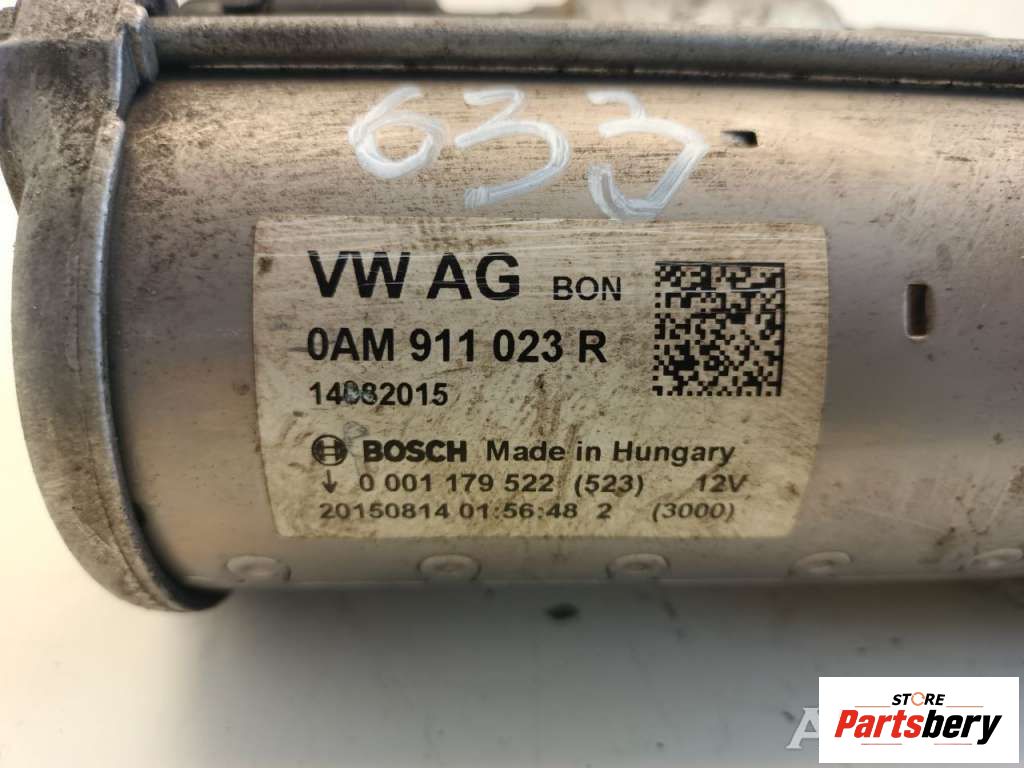 633
VW AG BON
0AM 911 023 R
14082015
BOSCH Made in Hungary
↓ 0 001 179 522 (523) 12V
20150814 01:56:48 2 (3000)
STORE
Partsbery